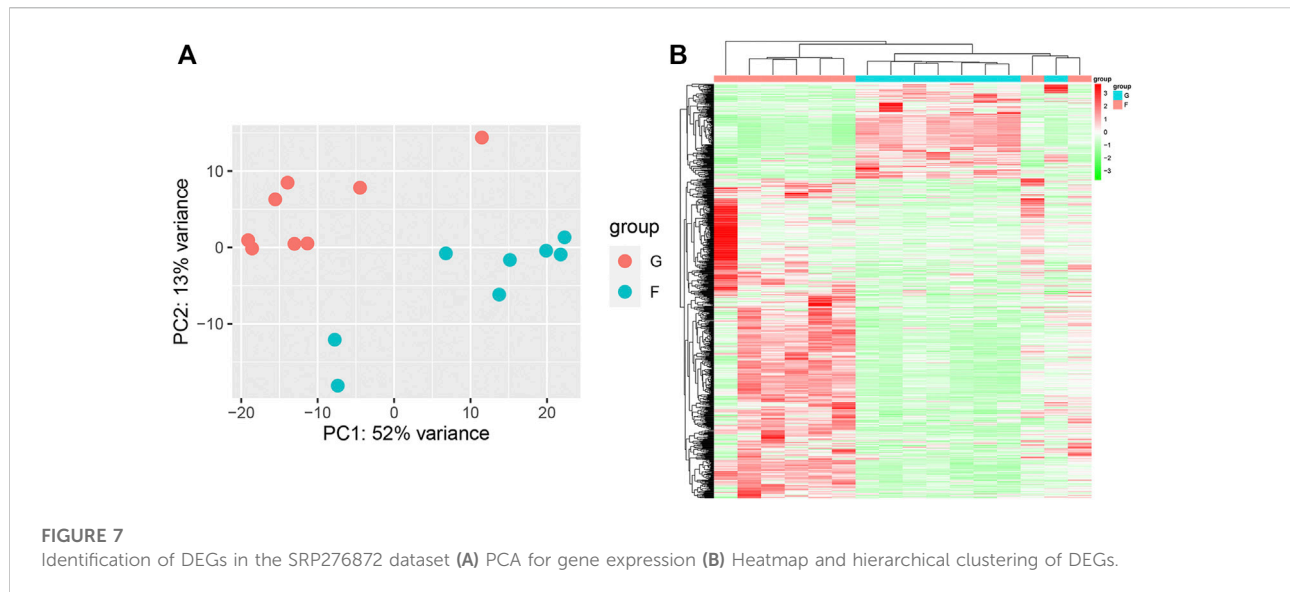 A
10
0
−10
PC2: 13% variance
−20
−10
0
10
20
PC1: 52% variance
group
G
F
B
group
3
2
1
0
−1
−2
−3
group
G
F
FIGURE 7
Identification of DEGs in the SRP276872 dataset (A) PCA for gene expression (B) Heatmap and hierarchical clustering of DEGs.